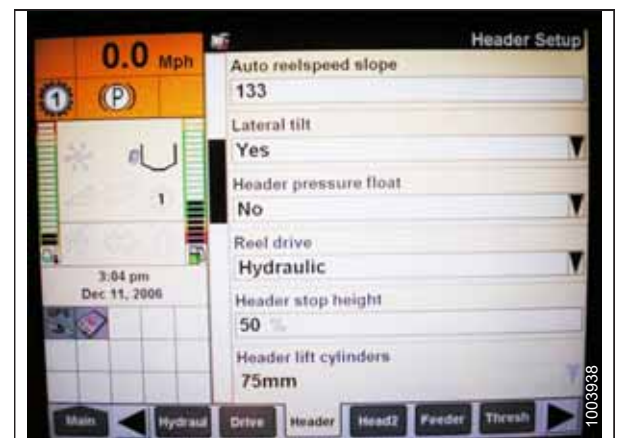 0.0 Mph
Header Setup
1
(P)
Auto reelspeed slope
133
Lateral tilt
Yes
1
Header pressure float
No
Reel drive
Hydraulic
3:04 pm
Dec 11, 2006
Header stop height
50 %
Header lift cylinders
75mm
Main
Hydraul
Drive
Header
Head2
Feeder
Thresh
1003938